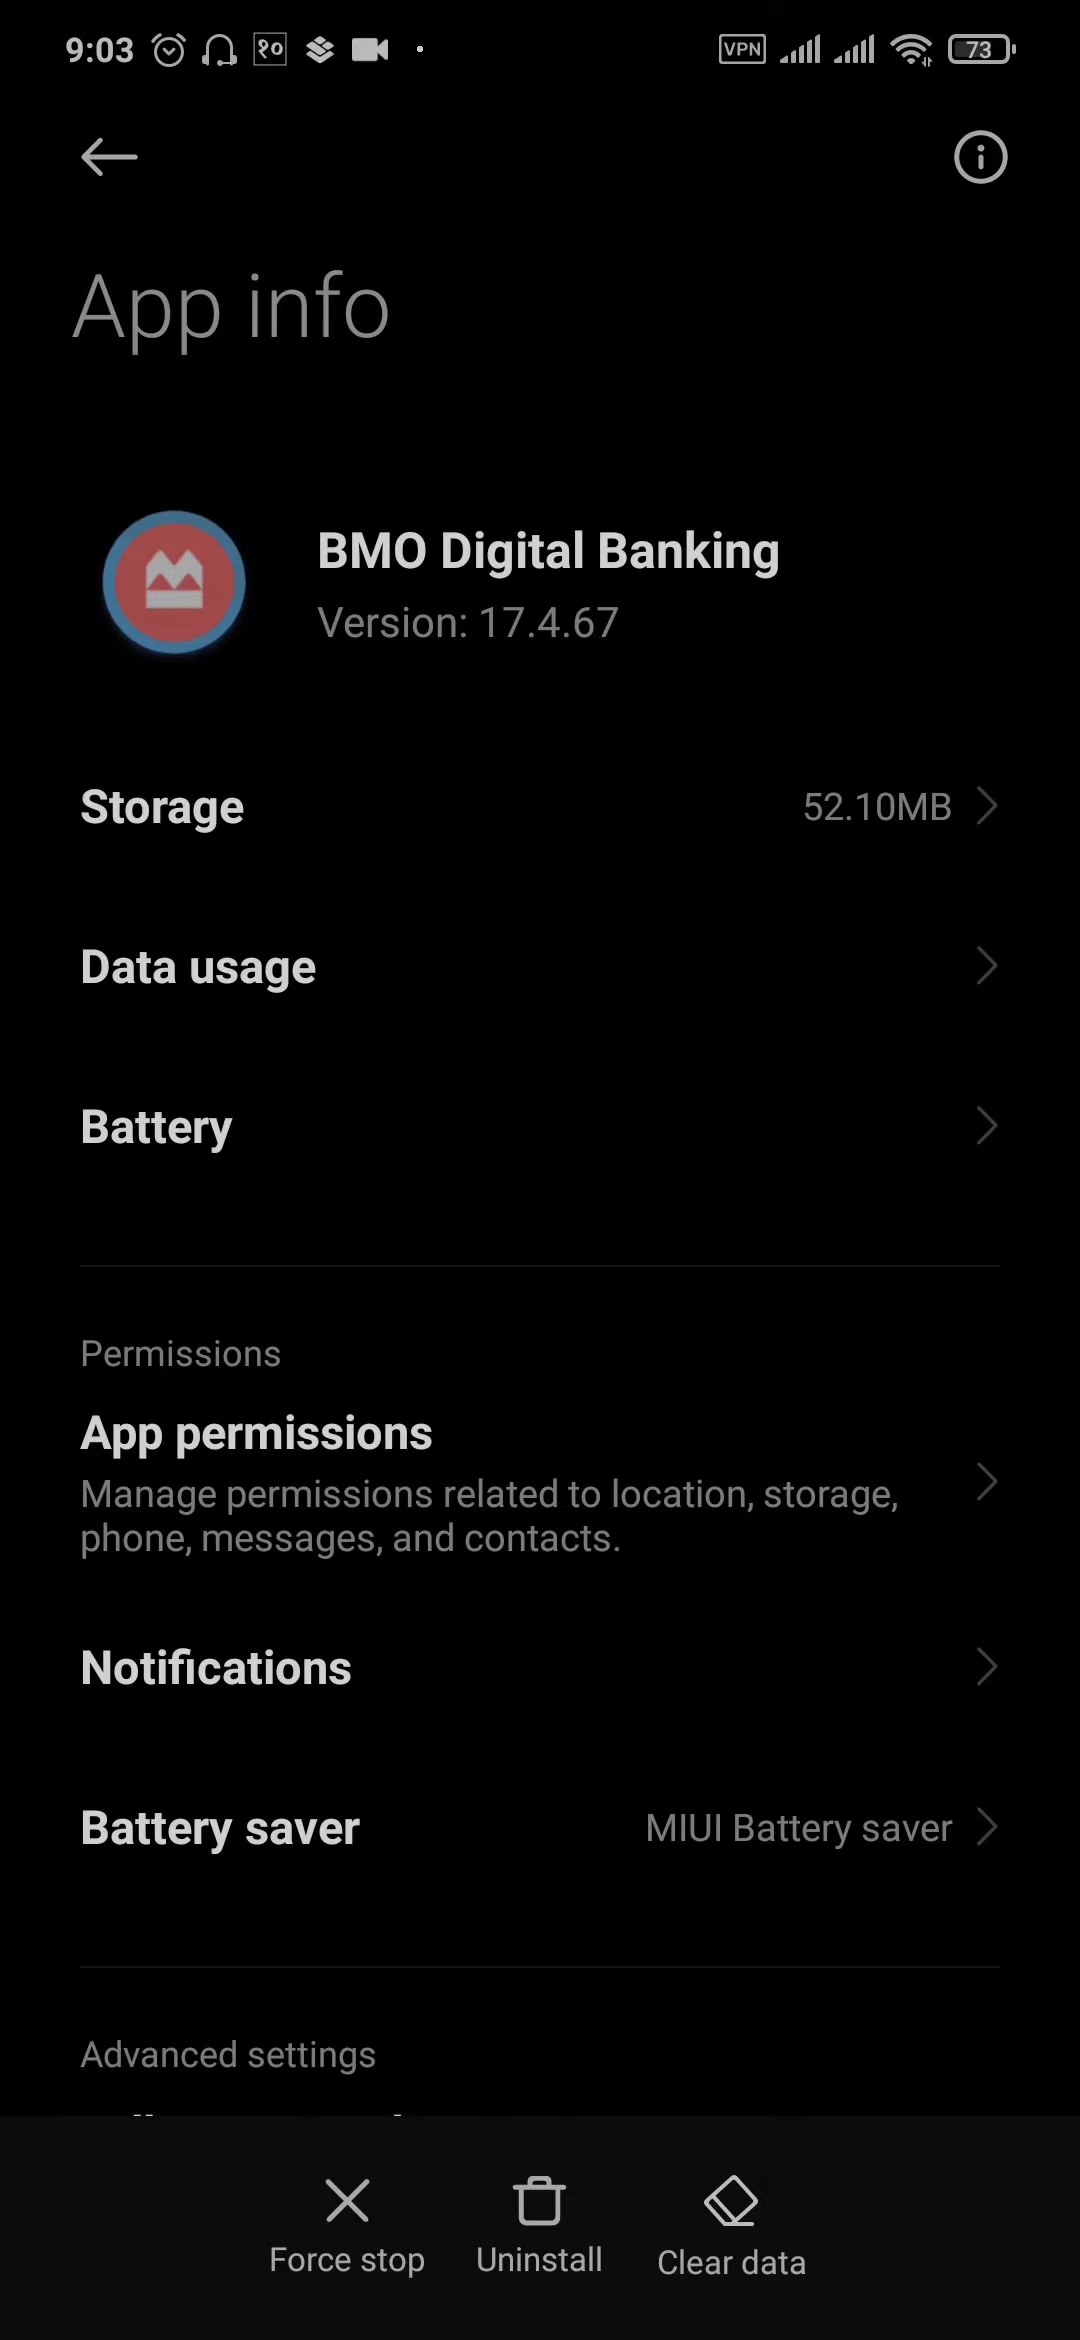 9:03 १० VPN 73
App info
BMO Digital Banking
Version: 17.4.67
Storage 52.10MB
Data usage
Battery
Permissions
App permissions
Manage permissions related to location, storage,
phone, messages, and contacts.
Notifications
Battery saver MIUI Battery saver
Advanced settings
Force stop Uninstall Clear data